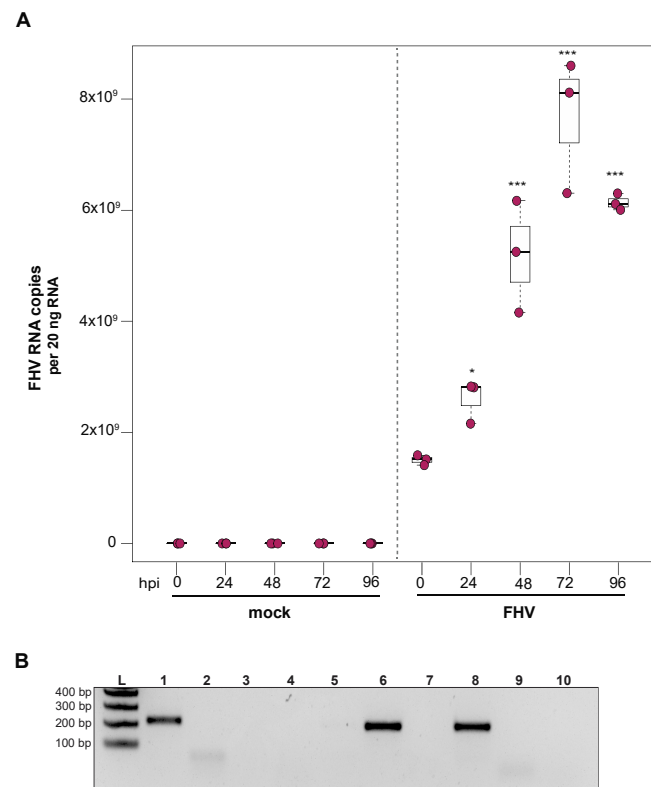 A
FHV RNA copies
per 20 ng RNA
8x10⁹
6x10⁹
4x10⁹
2x10⁹
0
***
***
***
*
hpi 0 24 48 72 96 0 24 48 72 96
mock FHV
B
L 1 2 3 4 5 6 7 8 9 10
400 bp
300 bp
200 bp
100 bp